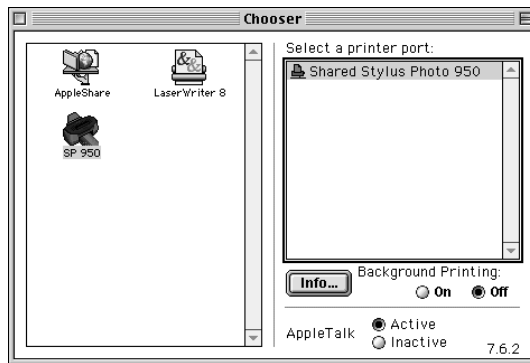 Chooser
AppleShare
LaserWriter 8
SP 950
Select a printer port:
Shared Stylus Photo 950
Info...
Background Printing:
On
Off
AppleTalk
Active
Inactive
7.6.2